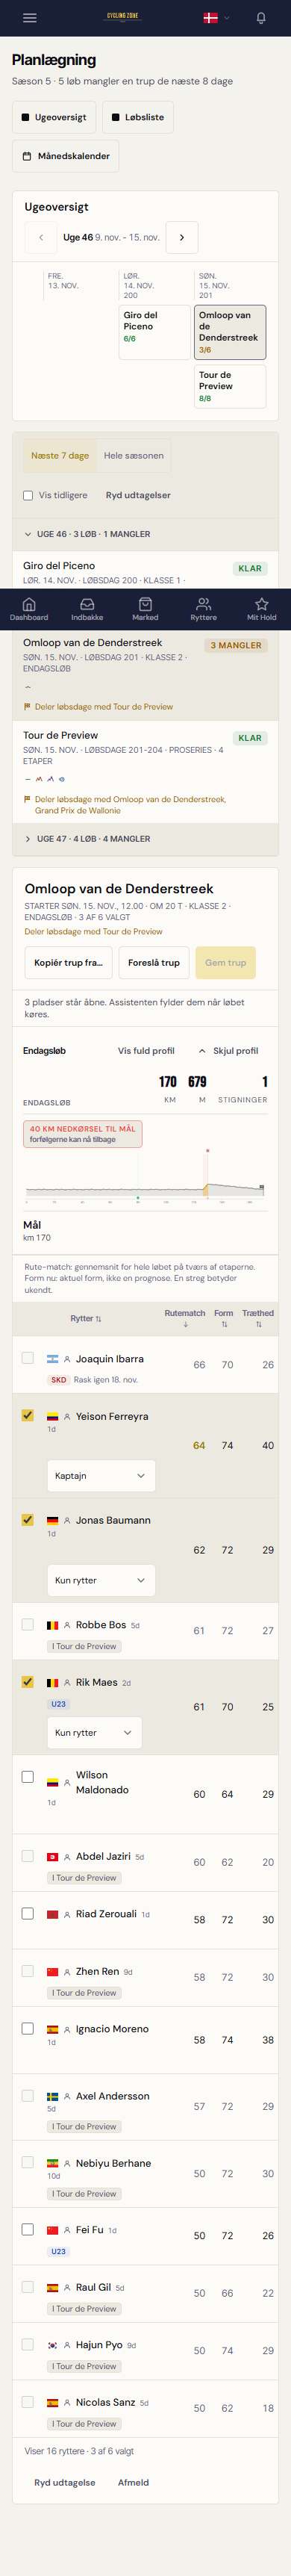 CYCLING ZONE
Planlægning
Sæson 5 · 5 løb mangler en trup de næste 8 dage
Ugeoversigt
Løbsliste
Månedskalender
Ugeoversigt
Uge 46 9. nov. - 15. nov.
FRE.
13. NOV.
LØR.
14. NOV.
200
SØN.
15. NOV.
201
Giro del
Piceno
6/6
Omloop van
de
Denderstreek
3/6
Tour de
Preview
8/8
Næste 7 dage
Hele sæsonen
Vis tidligere
Ryd udtagelser
UGE 46 · 3 LØB · 1 MANGLER
Giro del Piceno
KLAR
LØR. 14. NOV. · LØBSDAG 200 · KLASSE 1 ·
Dashboard
Indbakke
Marked
Ryttere
Mit Hold
Omloop van de Denderstreek
3 MANGLER
SØN. 15. NOV. · LØBSDAG 201 · KLASSE 2 ·
ENDAGSLØB
Deler løbsdage med Tour de Preview
Tour de Preview
KLAR
SØN. 15. NOV. · LØBSDAGE 201-204 · PROSERIES · 4
ETAPER
Deler løbsdage med Omloop van de Denderstreek,
Grand Prix de Wallonie
UGE 47 · 4 LØB · 4 MANGLER
Omloop van de Denderstreek
STARTER SØN. 15. NOV., 12.00 · OM 20 T · KLASSE 2 ·
ENDAGSLØB · 3 AF 6 VALGT
Deler løbsdage med Tour de Preview
Kopiér trup fra...
Foreslå trup
Gem trup
3 pladser står åbne. Assistenten fylder dem når løbet
køres.
Endagsløb
Vis fuld profil
Skjul profil
ENDAGSLØB
170
KM
679
M
1
STIGNINGER
40 KM NEDKØRSEL TIL MÅL
forfølgerne kan nå tilbage
Mål
km 170
Rute-match: gennemsnit for hele løbet på tværs af etaperne.
Form nu: aktuel form, ikke en prognose. En streg betyder
ukendt.
Rytter ⇅
Rutematch
↓
Form
⇅
Træthed
⇅
Joaquin Ibarra
66
70
26
SKD Rask igen 18. nov.
Yeison Ferreyra
1d
64
74
40
Kaptajn
Jonas Baumann
1d
62
72
29
Kun rytter
Robbe Bos 5d
61
72
27
I Tour de Preview
Rik Maes 2d
U23
61
70
25
Kun rytter
Wilson
Maldonado
1d
60
64
29
Abdel Jaziri 5d
60
62
20
I Tour de Preview
Riad Zerouali 1d
58
72
30
Zhen Ren 9d
58
72
30
I Tour de Preview
Ignacio Moreno
1d
58
74
38
Axel Andersson
5d
57
72
29
I Tour de Preview
Nebiyu Berhane
10d
50
72
30
I Tour de Preview
Fei Fu 1d
U23
50
72
26
Raul Gil 5d
50
66
22
I Tour de Preview
Hajun Pyo 9d
50
74
29
I Tour de Preview
Nicolas Sanz 5d
50
62
18
I Tour de Preview
Viser 16 ryttere · 3 af 6 valgt
Ryd udtagelse
Afmeld